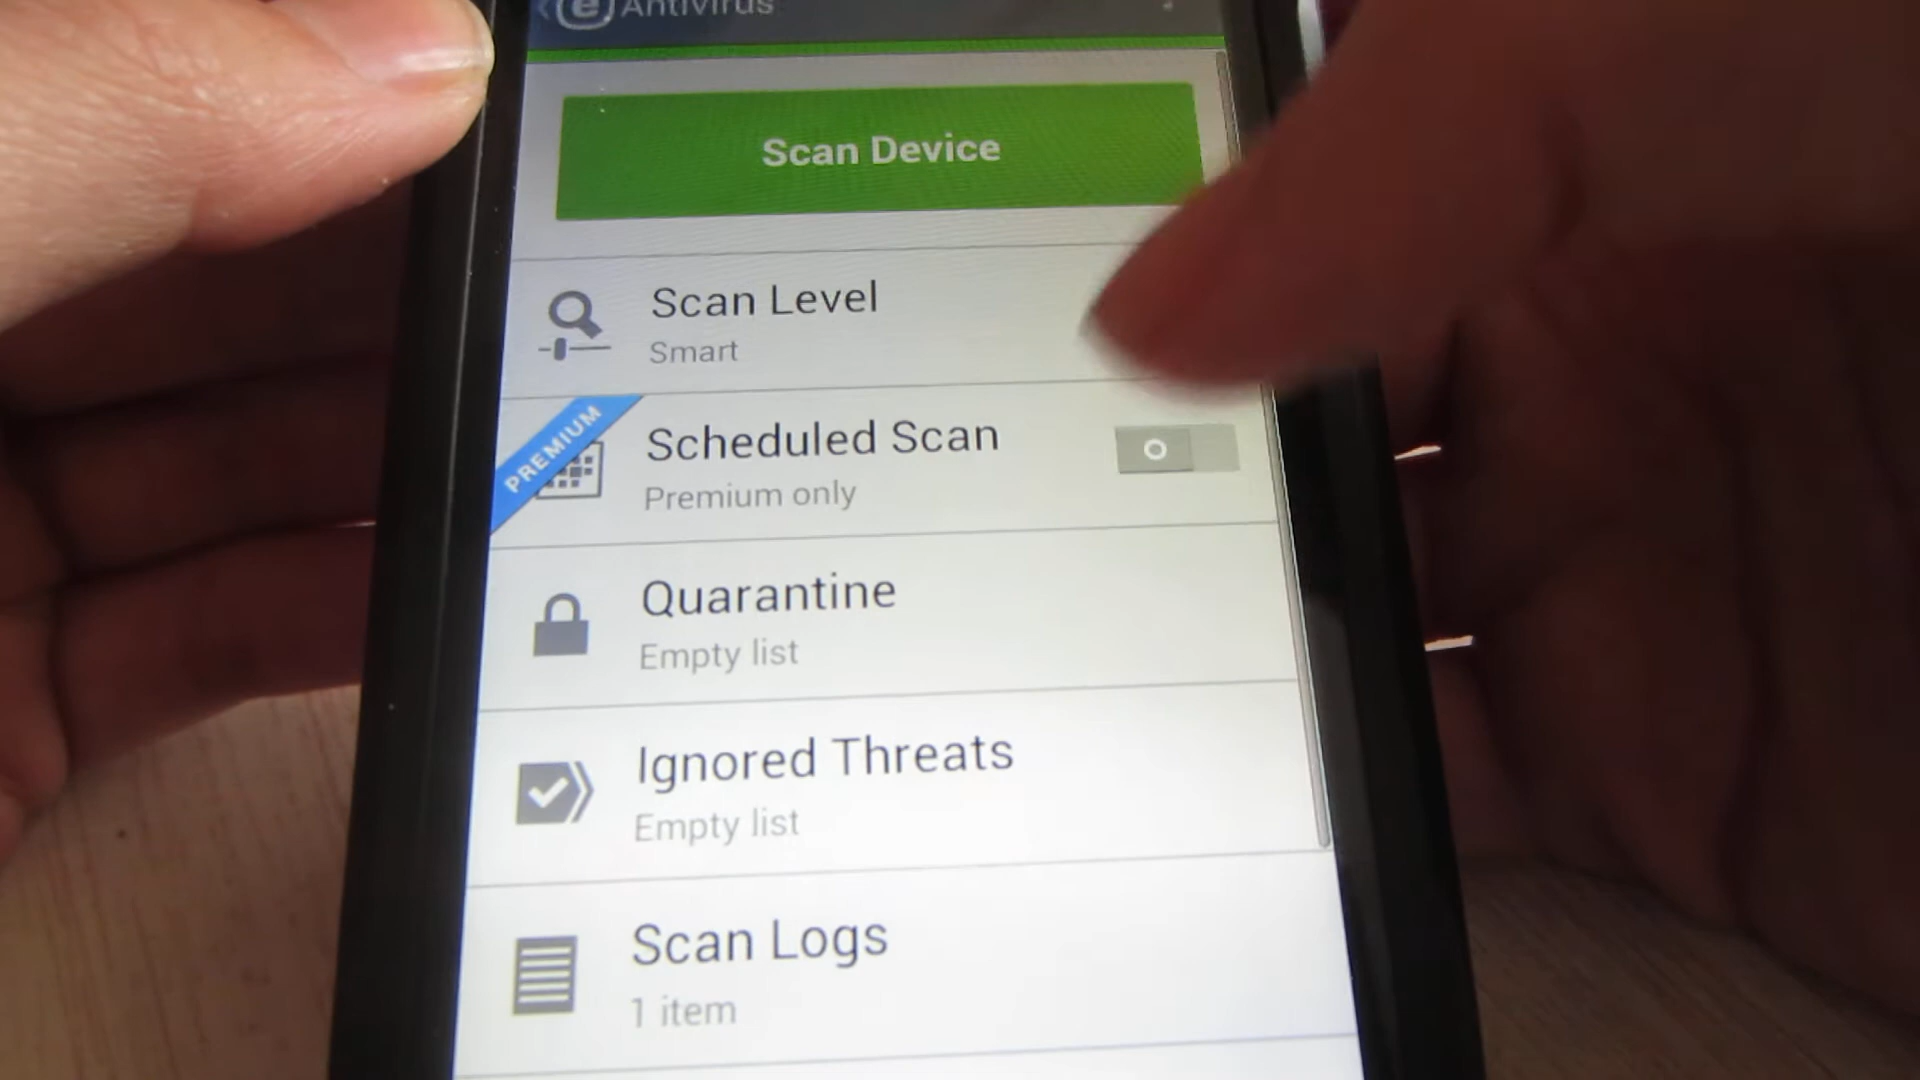 e Antivirus
Scan Device
Scan Level
Smart
PREMIUM
Scheduled Scan
Premium only
Quarantine
Empty list
Ignored Threats
Empty list
Scan Logs
1 item